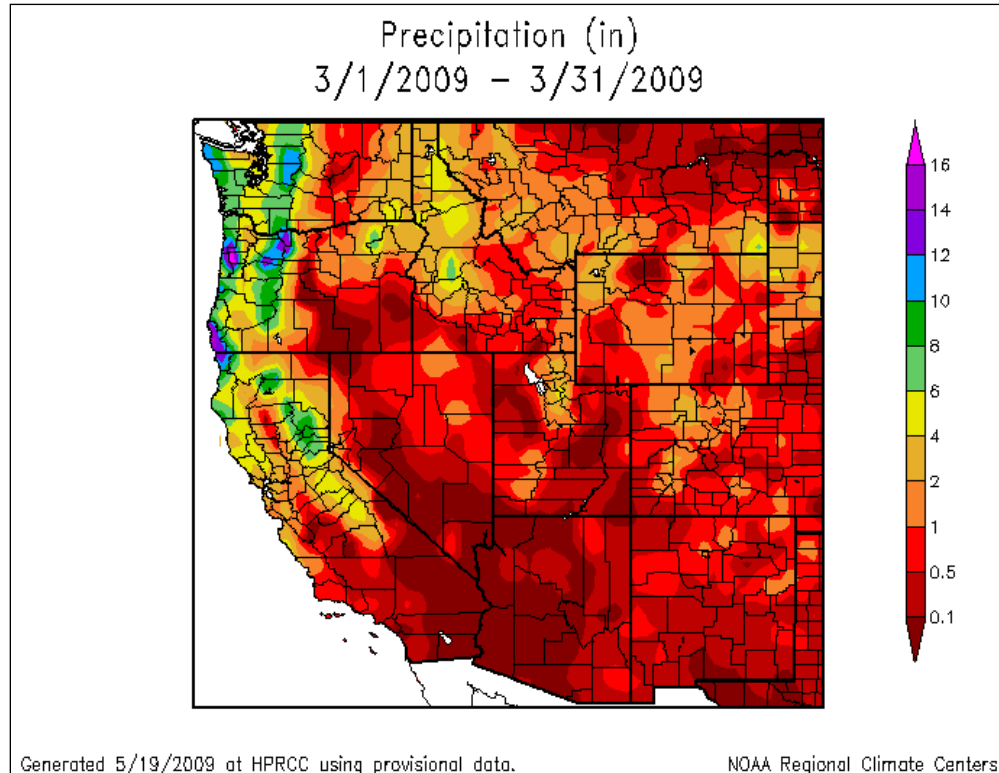 Precipitation (in)
3/1/2009 – 3/31/2009
16
14
12
10
8
6
4
2
1
0.5
0.1
Generated 5/19/2009 at HPRCC using provisional data.
NOAA Regional Climate Centers